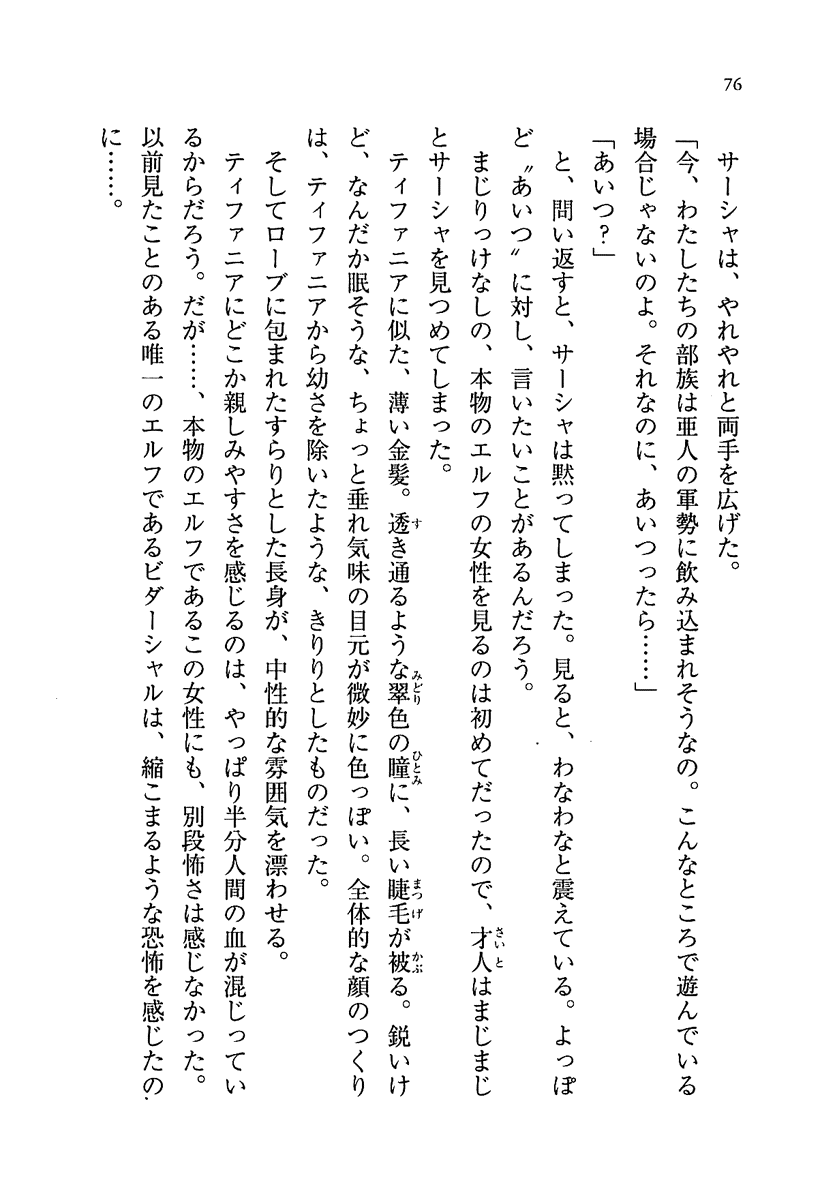 76
サーシャは、やれやれと両手を広げた。
「今、わたしたちの部族は亜人の軍勢に飲み込まれそうなの。こんなところで遊んでいる
場合じゃないのよ。それなのに、あいつったら……」
「あいつ？」
と、問い返すと、サーシャは黙ってしまった。見ると、わなわなと震えている。よっぽ
ど〝あいつ〟に対し、言いたいことがあるんだろう。
まじりっけなしの、本物のエルフの女性を見るのは初めてだったので、才人はまじまじ
とサーシャを見つめてしまった。
ティファニアに似た、薄い金髪。透き通るような翠色の瞳に、長い睫毛が被る。鋭いけ
ど、なんだか眠そうな、ちょっと垂れ気味の目元が微妙に色っぽい。全体的な顔のつくり
は、ティファニアから幼さを除いたような、きりりとしたものだった。
そしてローブに包まれたすらりとした長身が、中性的な雰囲気を漂わせる。
ティファニアにどこか親しみやすさを感じるのは、やっぱり半分人間の血が混じってい
るからだろう。だが……、本物のエルフであるこの女性にも、別段怖さは感じなかった。
以前見たことのある唯一のエルフであるビダーシャルは、縮こまるような恐怖を感じたの
に……。